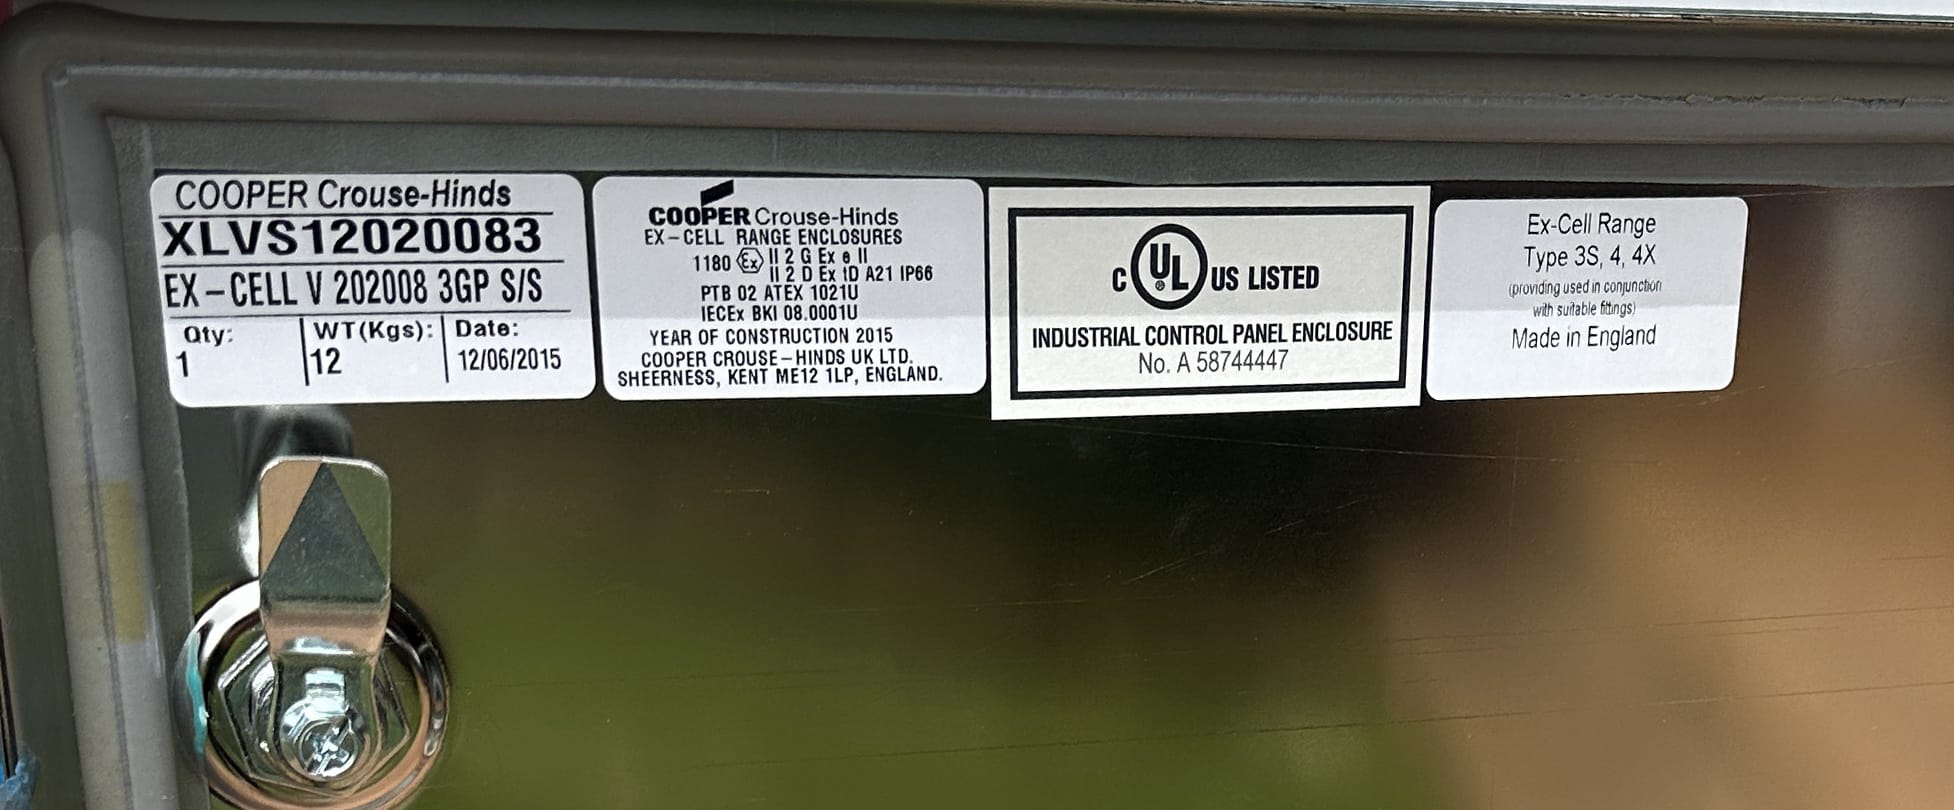 COOPER Crouse-Hinds
XLVS12020083
EX-CELL V 202008 3GP S/S
Qty:
1
WT(Kgs):
12
Date:
12/06/2015
COOPER Crouse-Hinds
EX-CELL RANGE ENCLOSURES
1180 Ex II 2 G Ex e II
II 2 D Ex tD A21 IP66
PTB 02 ATEX 1021U
IECEx BKI 08.0001U
YEAR OF CONSTRUCTION 2015
COOPER CROUSE-HINDS UK LTD.
SHEERNESS, KENT ME12 1LP, ENGLAND.
C UL US LISTED
INDUSTRIAL CONTROL PANEL ENCLOSURE
No. A 58744447
Ex-Cell Range
Type 3S, 4, 4X
(providing used in conjunction
with suitable fittings)
Made in England